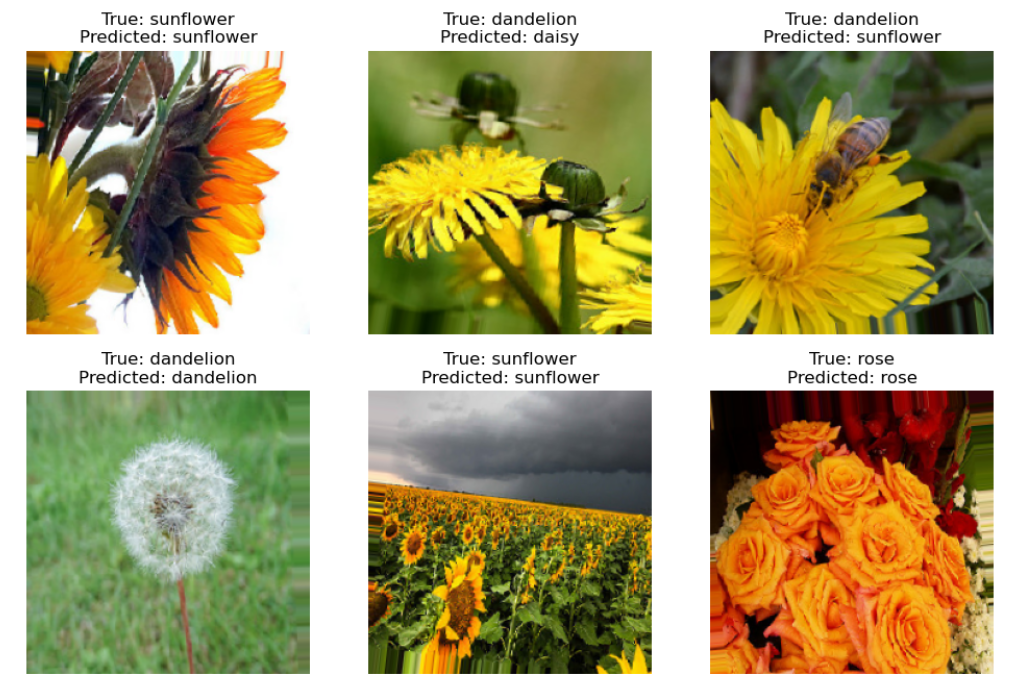 True: sunflower
Predicted: sunflower
True: dandelion
Predicted: daisy
True: dandelion
Predicted: sunflower
True: dandelion
Predicted: dandelion
True: sunflower
Predicted: sunflower
True: rose
Predicted: rose